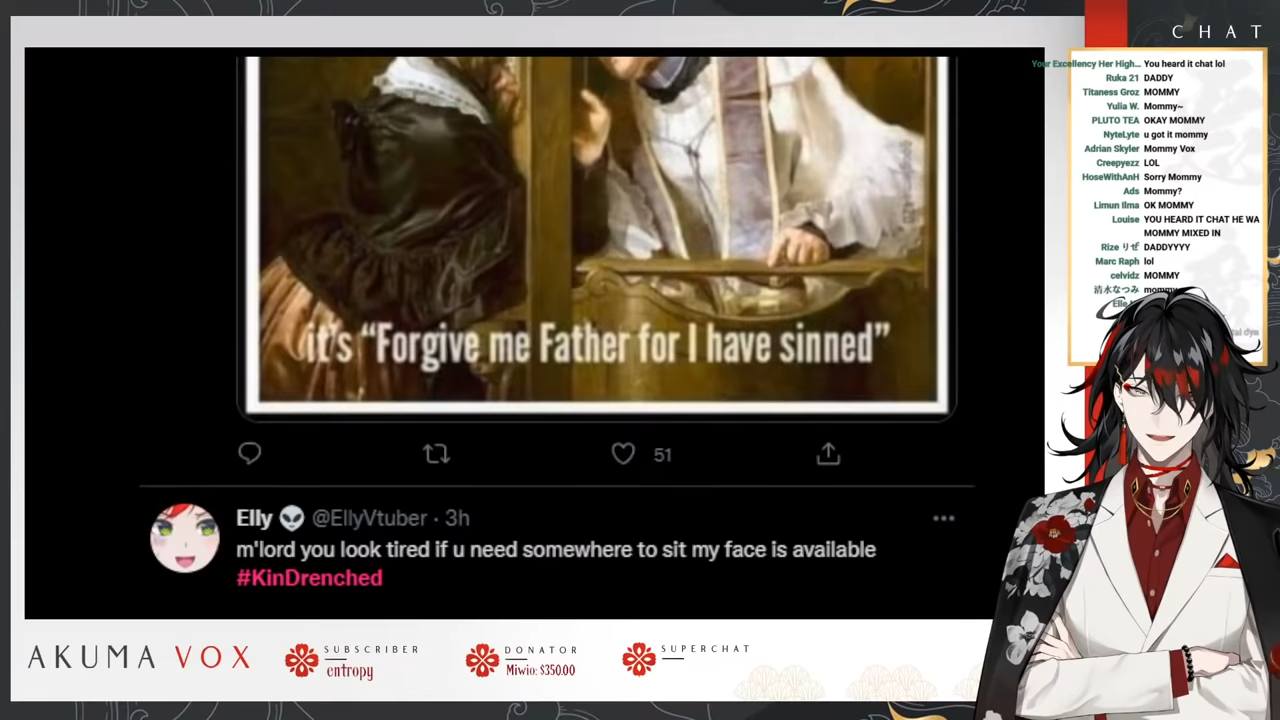 CHAT
Your Excellency Her High... You heard it chat lol
Ruka 21 DADDY
Titaness Groz MOMMY
Yulia W. Mommy~
PLUTO TEA OKAY MOMMY
NyteLyte u got it mommy
Adrian Skyler Mommy Vox
Creepyezz LOL
HoseWithAnH Sorry Mommy
Ads Mommy?
Limun Ilma OK MOMMY
Louise YOU HEARD IT CHAT HE WA
MOMMY MIXED IN
Rize りぜ DADDYYYY
Marc Raph lol
celvidz MOMMY
清水なつみ mommy
it's "Forgive me Father for I have sinned"
51
Elly @EllyVtuber · 3h
m'lord you look tired if u need somewhere to sit my face is available
#KinDrenched
AKUMA VOX
SUBSCRIBER
entropy
DONATOR
Miwio: $350.00
SUPERCHAT